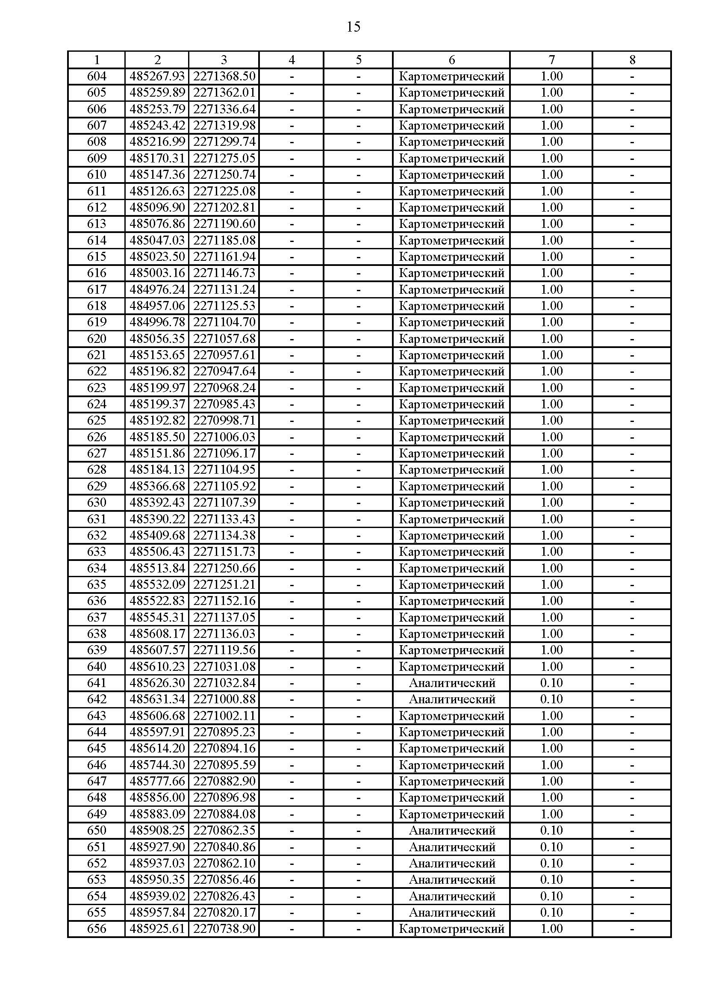 15
1 2 3 4 5 6 7 8
604 485267.93 2271368.50 - - Картометрический 1.00 -
605 485259.89 2271362.01 - - Картометрический 1.00 -
606 485253.79 2271336.64 - - Картометрический 1.00 -
607 485243.42 2271319.98 - - Картометрический 1.00 -
608 485216.99 2271299.74 - - Картометрический 1.00 -
609 485170.31 2271275.05 - - Картометрический 1.00 -
610 485147.36 2271250.74 - - Картометрический 1.00 -
611 485126.63 2271225.08 - - Картометрический 1.00 -
612 485096.90 2271202.81 - - Картометрический 1.00 -
613 485076.86 2271190.60 - - Картометрический 1.00 -
614 485047.03 2271185.08 - - Картометрический 1.00 -
615 485023.50 2271161.94 - - Картометрический 1.00 -
616 485003.16 2271146.73 - - Картометрический 1.00 -
617 484976.24 2271131.24 - - Картометрический 1.00 -
618 484957.06 2271125.53 - - Картометрический 1.00 -
619 484996.78 2271104.70 - - Картометрический 1.00 -
620 485056.35 2271057.68 - - Картометрический 1.00 -
621 485153.65 2270957.61 - - Картометрический 1.00 -
622 485196.82 2270947.64 - - Картометрический 1.00 -
623 485199.97 2270968.24 - - Картометрический 1.00 -
624 485199.37 2270985.43 - - Картометрический 1.00 -
625 485192.82 2270998.71 - - Картометрический 1.00 -
626 485185.50 2271006.03 - - Картометрический 1.00 -
627 485151.86 2271096.17 - - Картометрический 1.00 -
628 485184.13 2271104.95 - - Картометрический 1.00 -
629 485366.68 2271105.92 - - Картометрический 1.00 -
630 485392.43 2271107.39 - - Картометрический 1.00 -
631 485390.22 2271133.43 - - Картометрический 1.00 -
632 485409.68 2271134.38 - - Картометрический 1.00 -
633 485506.43 2271151.73 - - Картометрический 1.00 -
634 485513.84 2271250.66 - - Картометрический 1.00 -
635 485532.09 2271251.21 - - Картометрический 1.00 -
636 485522.83 2271152.16 - - Картометрический 1.00 -
637 485545.31 2271137.05 - - Картометрический 1.00 -
638 485608.17 2271136.03 - - Картометрический 1.00 -
639 485607.57 2271119.56 - - Картометрический 1.00 -
640 485610.23 2271031.08 - - Картометрический 1.00 -
641 485626.30 2271032.84 - - Аналитический 0.10 -
642 485631.34 2271000.88 - - Аналитический 0.10 -
643 485606.68 2271002.11 - - Картометрический 1.00 -
644 485597.91 2270895.23 - - Картометрический 1.00 -
645 485614.20 2270894.16 - - Картометрический 1.00 -
646 485744.30 2270895.59 - - Картометрический 1.00 -
647 485777.66 2270882.90 - - Картометрический 1.00 -
648 485856.00 2270896.98 - - Картометрический 1.00 -
649 485883.09 2270884.08 - - Картометрический 1.00 -
650 485908.25 2270862.35 - - Аналитический 0.10 -
651 485927.90 2270840.86 - - Аналитический 0.10 -
652 485937.03 2270862.10 - - Аналитический 0.10 -
653 485950.35 2270856.46 - - Аналитический 0.10 -
654 485939.02 2270826.43 - - Аналитический 0.10 -
655 485957.84 2270820.17 - - Аналитический 0.10 -
656 485925.61 2270738.90 - - Картометрический 1.00 -